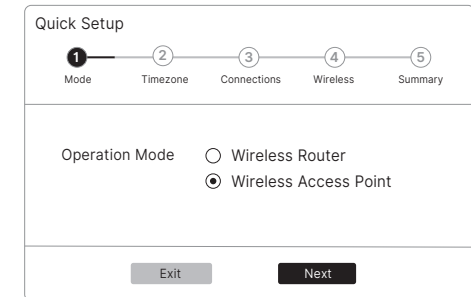 Quick Setup
1 2 3 4 5
Mode Timezone Connections Wireless Summary
Operation Mode Wireless Router
Wireless Access Point
Exit Next